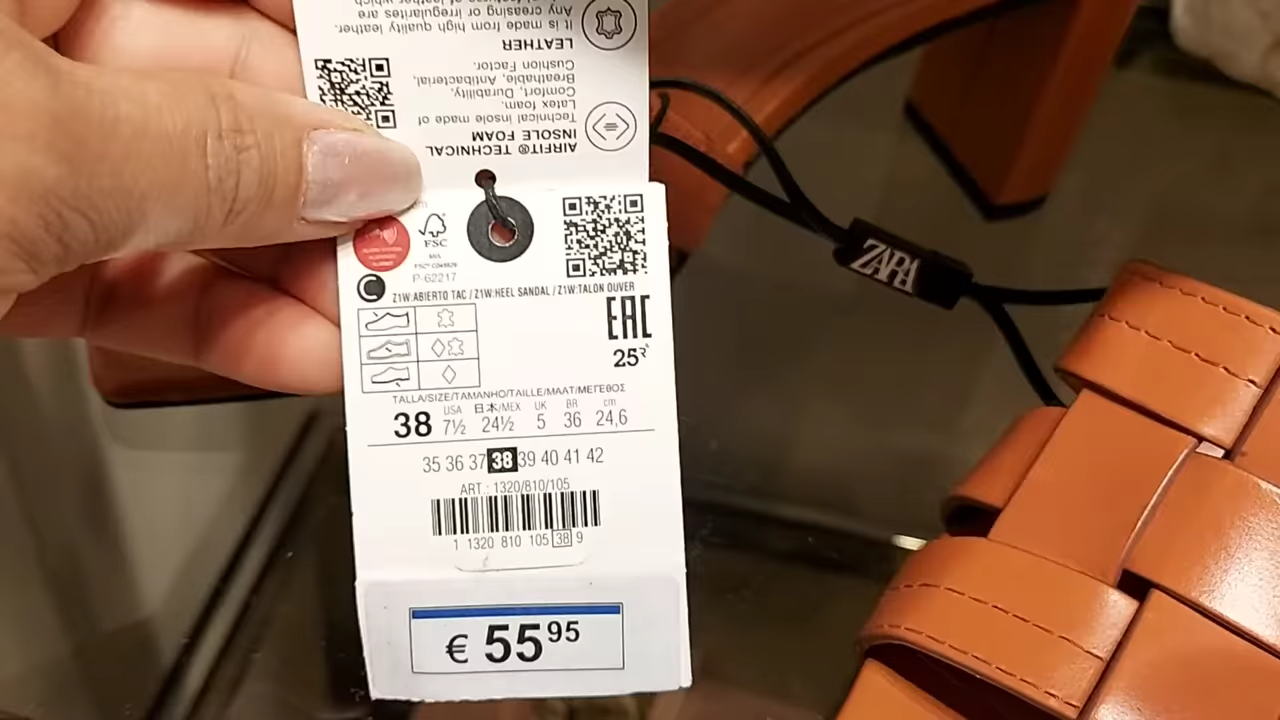 It is made from high quality leather.
Any creasing or irregularites are
LEATHER
Cushion Factor.
Breathable, Antibacterial,
Comfort, Durability.
Latex foam.
Technical insole made of
INSOLE FOAM
AIRFIT® TECHNICAL
FSC
MIX
P-62217
Z1W:ABIERTO TAC / Z1W:HEEL SANDAL / Z1W:TALON OUVER
EAC
25
TALLA/SIZE/TAMANHO/TAILLE/MAAT/ΜΕΓΕΘΟΣ
USA 日本/MEX UK BR cm
38 7½ 24½ 5 36 24,6
35 36 37 38 39 40 41 42
ART.: 1320/810/105
1 1320 810 105 38 9
€ 55 95
ZARA